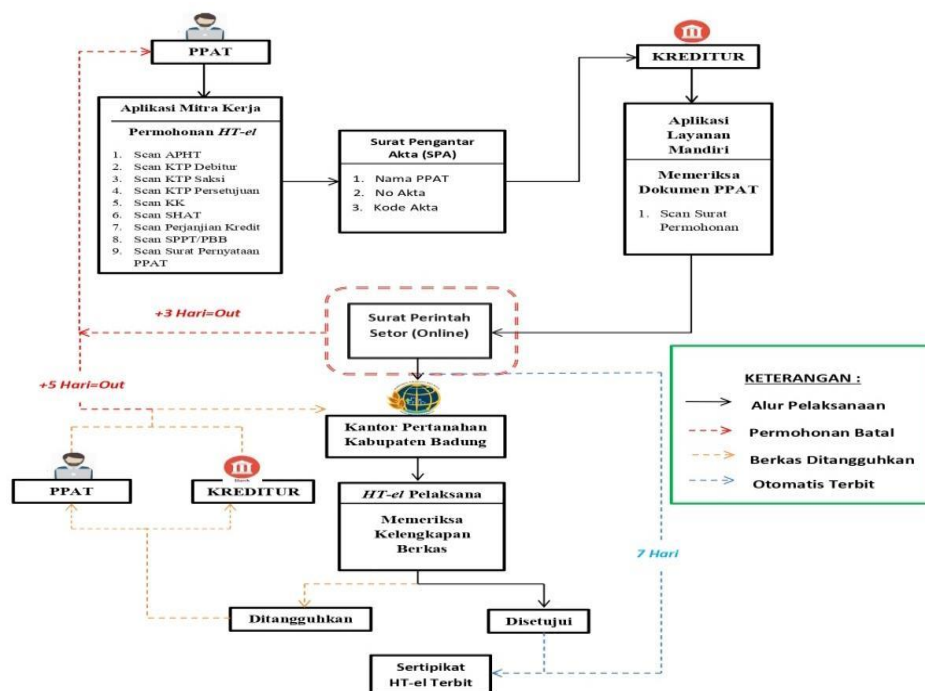 PPAT
KREDITUR
Aplikasi Mitra Kerja
Permohonan HT-el
1. Scan APHT
2. Scan KTP Debitur
3. Scan KTP Saksi
4. Scan KTP Persetujuan
5. Scan KK
6. Scan SHAT
7. Scan Perjanjian Kredit
8. Scan SPPT/PBB
9. Scan Surat Pernyataan
PPAT
Surat Pengantar
Akta (SPA)
1. Nama PPAT
2. No Akta
3. Kode Akta
Aplikasi
Layanan
Mandiri
Memeriksa
Dokumen PPAT
1. Scan Surat
Permohonan
+3 Hari=Out
Surat Perintah
Setor (Online)
+5 Hari=Out
Kantor Pertanahan
Kabupaten Badung
PPAT
KREDITUR
HT-el Pelaksana
Memeriksa
Kelengkapan
Berkas
Ditangguhkan
Disetujui
Sertipikat
HT-el Terbit
7 Hari
KETERANGAN :
Alur Pelaksanaan
Permohonan Batal
Berkas Ditangguhkan
Otomatis Terbit